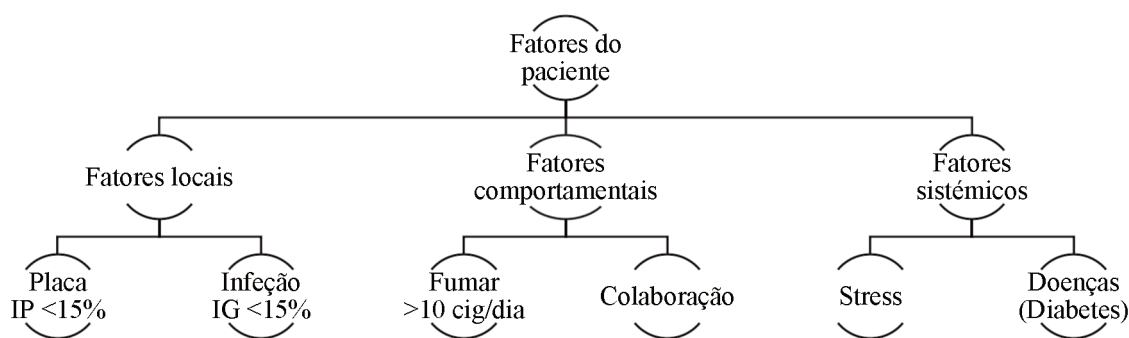 Fatores do
paciente
Fatores locais
Fatores
comportamentais
Fatores
sistémicos
Placa
IP <15%
Infeção
IG <15%
Fumar
>10 cig/dia
Colaboração
Stress
Doenças
(Diabetes)